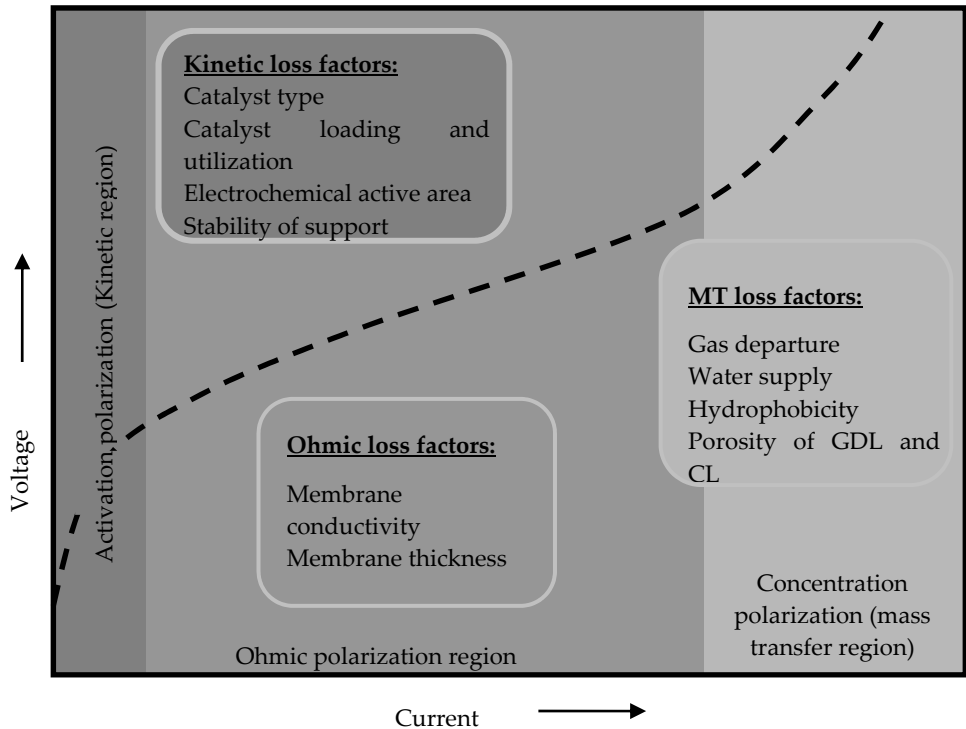 Kinetic loss factors:
Catalyst type
Catalyst loading and
utilization
Electrochemical active area
Stability of support
Activation polarization (Kinetic region)
Voltage
MT loss factors:
Gas departure
Water supply
Hydrophobicity
Porosity of GDL and
CL
Ohmic loss factors:
Membrane
conductivity
Membrane thickness
Concentration
polarization (mass
transfer region)
Ohmic polarization region
Current